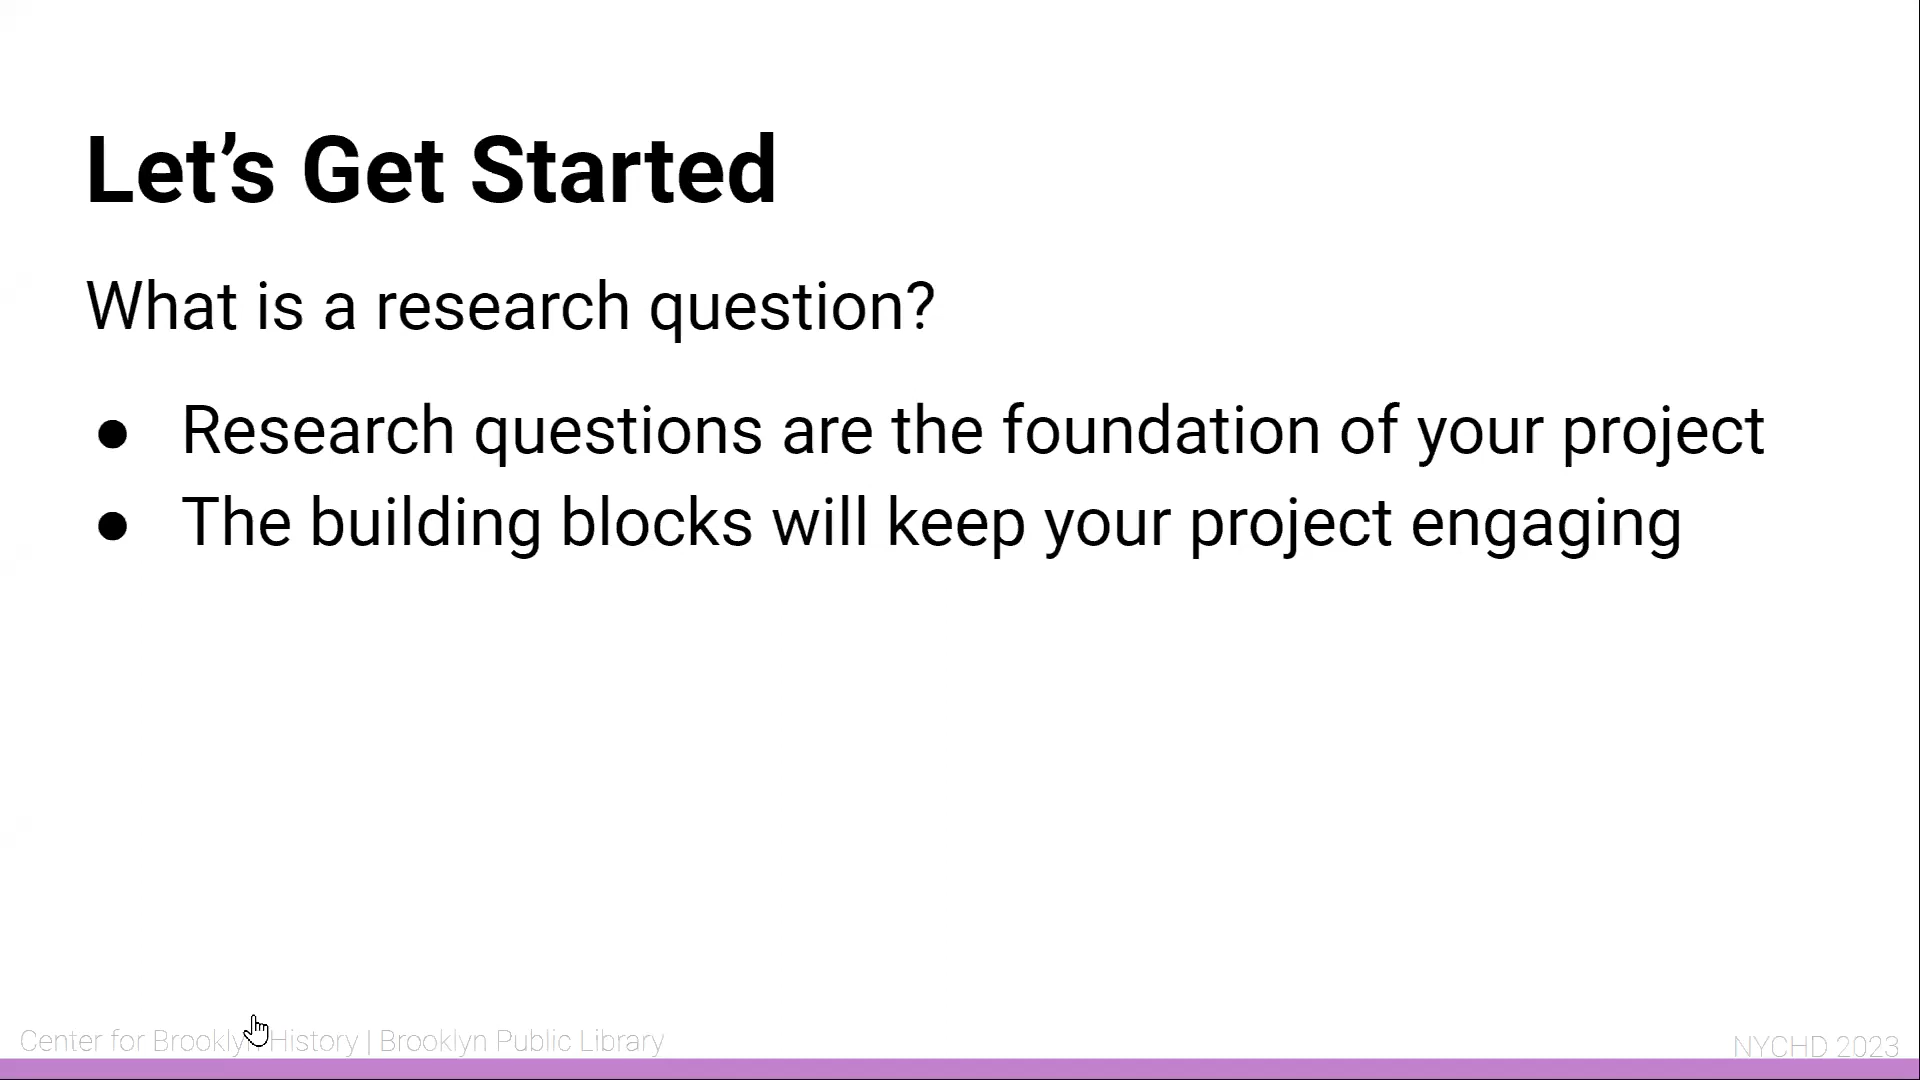 Let’s Get Started
What is a research question?
● Research questions are the foundation of your project
● The building blocks will keep your project engaging
Center for Brooklyn History | Brooklyn Public Library
NYCHD 2023